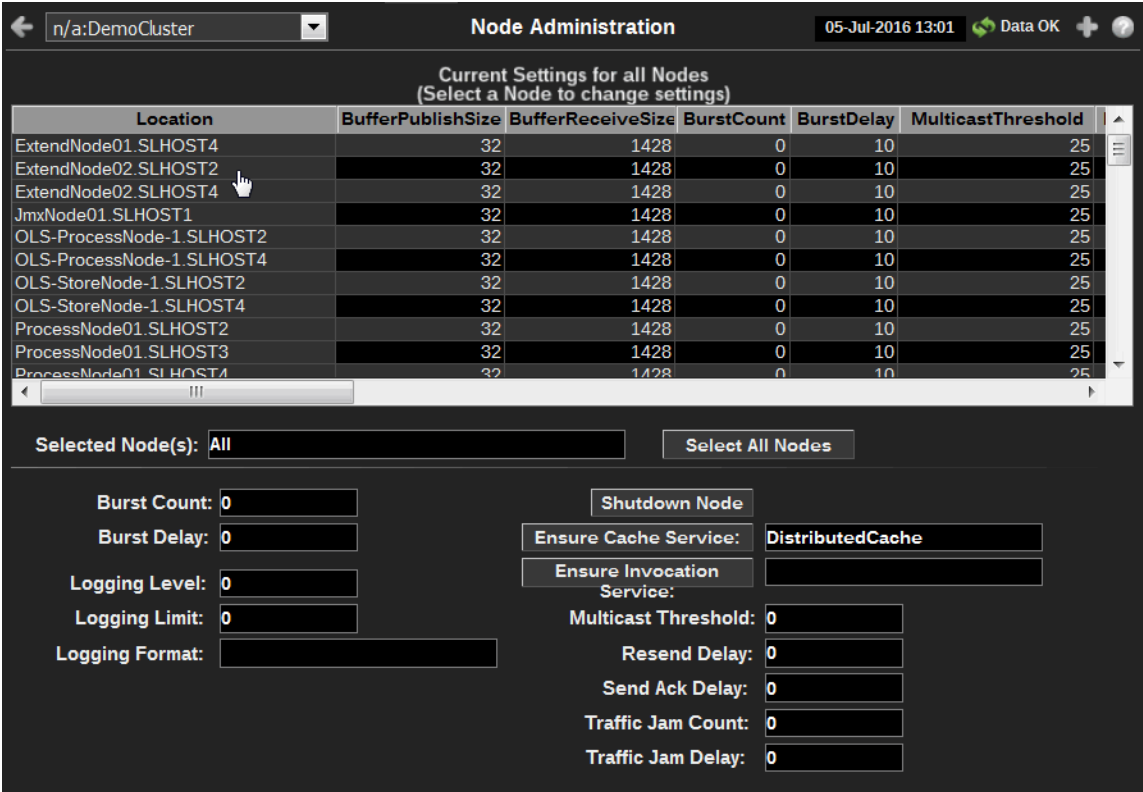 n/a:DemoCluster Node Administration 05-Jul-2016 13:01 Data OK
Current Settings for all Nodes
(Select a Node to change settings)
Location BufferPublishSize BufferReceiveSize BurstCount BurstDelay MulticastThreshold
ExtendNode01.SLHOST4 32 1428 0 10 25
ExtendNode02.SLHOST2 32 1428 0 10 25
ExtendNode02.SLHOST4 32 1428 0 10 25
JmxNode01.SLHOST1 32 1428 0 10 25
OLS-ProcessNode-1.SLHOST2 32 1428 0 10 25
OLS-ProcessNode-1.SLHOST4 32 1428 0 10 25
OLS-StoreNode-1.SLHOST2 32 1428 0 10 25
OLS-StoreNode-1.SLHOST4 32 1428 0 10 25
ProcessNode01.SLHOST2 32 1428 0 10 25
ProcessNode01.SLHOST3 32 1428 0 10 25
ProcessNode01.SLHOST4 32 1428 0 10 25
Selected Node(s): All Select All Nodes
Burst Count: 0 Shutdown Node
Burst Delay: 0 Ensure Cache Service: DistributedCache
Ensure Invocation
Service:
Logging Level: 0
Logging Limit: 0 Multicast Threshold: 0
Logging Format: Resend Delay: 0
Send Ack Delay: 0
Traffic Jam Count: 0
Traffic Jam Delay: 0